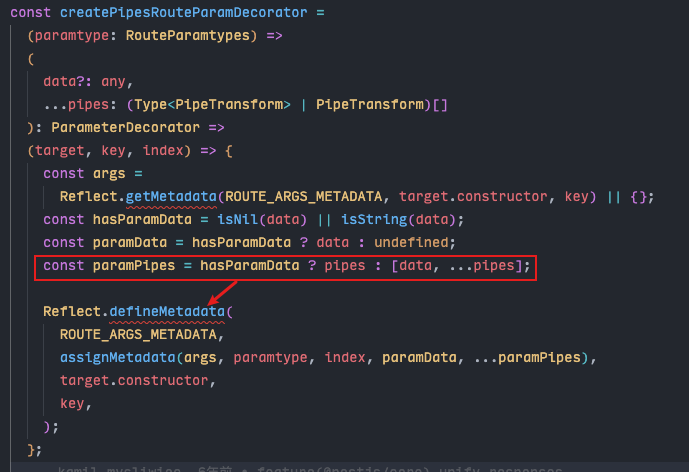 const createPipesRouteParamDecorator =
(paramtype: RouteParamtypes) =>
(
data?: any,
...pipes: (Type<PipeTransform> | PipeTransform)[]
): ParameterDecorator =>
(target, key, index) => {
const args =
Reflect.getMetadata(ROUTE_ARGS_METADATA, target.constructor, key) || {};
const hasParamData = isNil(data) || isString(data);
const paramData = hasParamData ? data : undefined;
const paramPipes = hasParamData ? pipes : [data, ...pipes];
Reflect.defineMetadata(
ROUTE_ARGS_METADATA,
assignMetadata(args, paramtype, index, paramData, ...paramPipes),
target.constructor,
key,
);
};